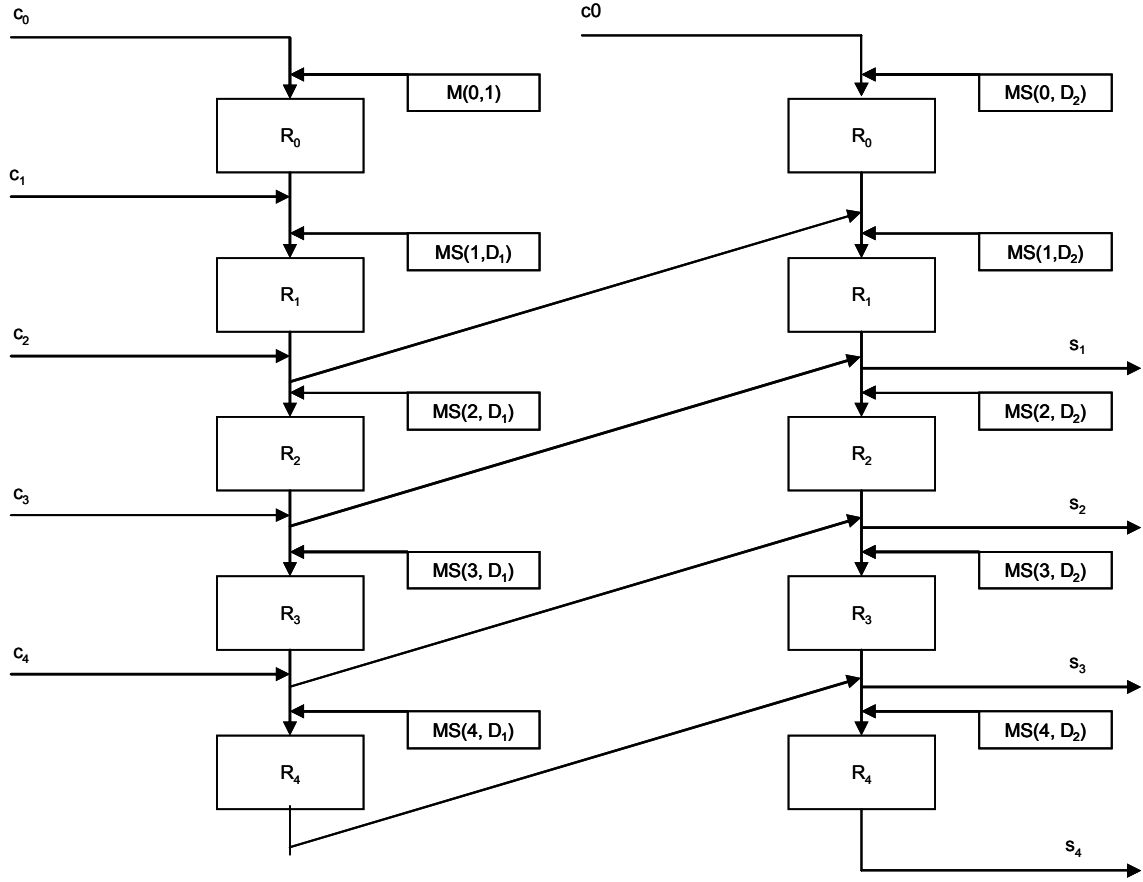 c₀
c0
M(0,1)
MS(0, D₂)
R₀
R₀
c₁
MS(1,D₁)
MS(1,D₂)
R₁
R₁
c₂
s₁
MS(2, D₁)
MS(2, D₂)
R₂
R₂
c₃
s₂
MS(3, D₁)
MS(3, D₂)
R₃
R₃
c₄
s₃
MS(4, D₁)
MS(4, D₂)
R₄
R₄
s₄